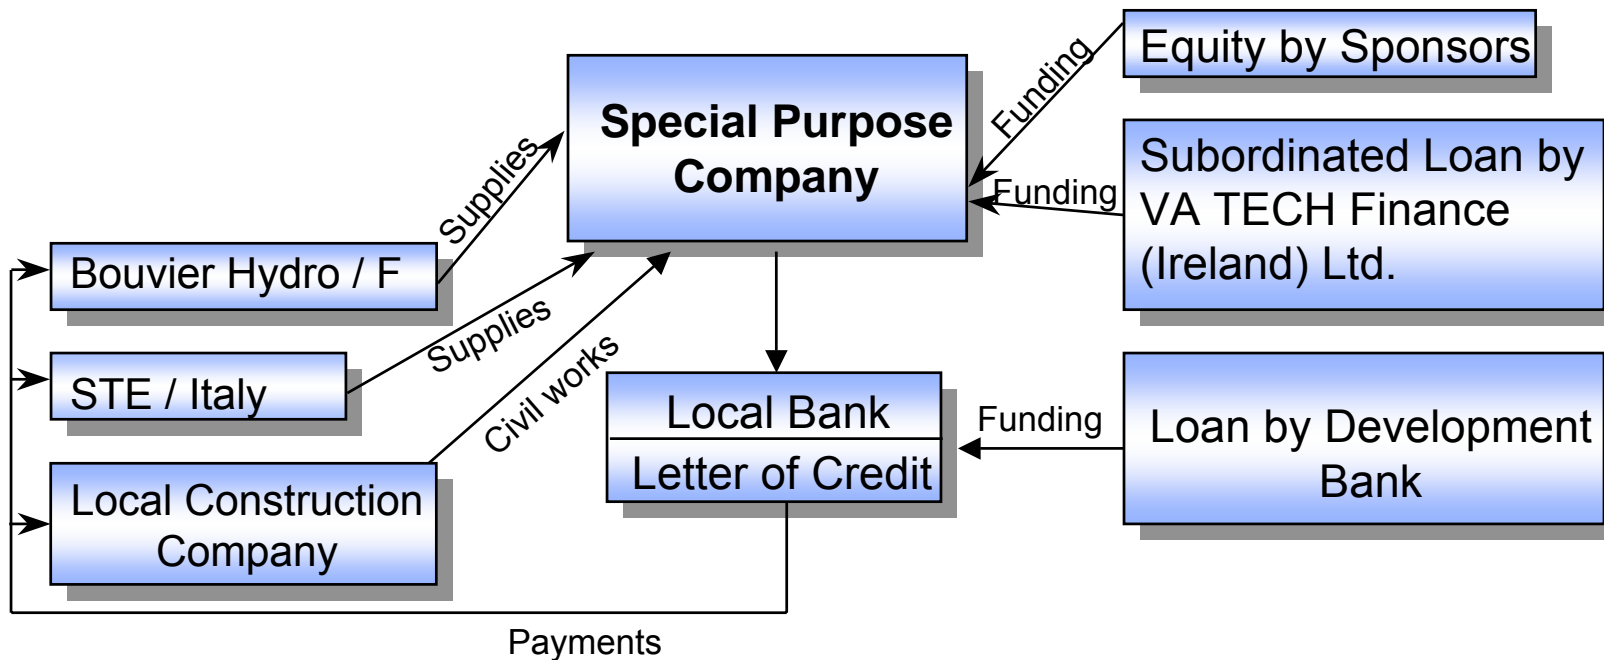 Equity by Sponsors
Funding
Special Purpose
Company
Subordinated Loan by
VA TECH Finance
(Ireland) Ltd.
Funding
Supplies
Bouvier Hydro / F
Supplies
STE / Italy
Civil works
Local Bank
Letter of Credit
Funding
Loan by Development
Bank
Local Construction
Company
Payments